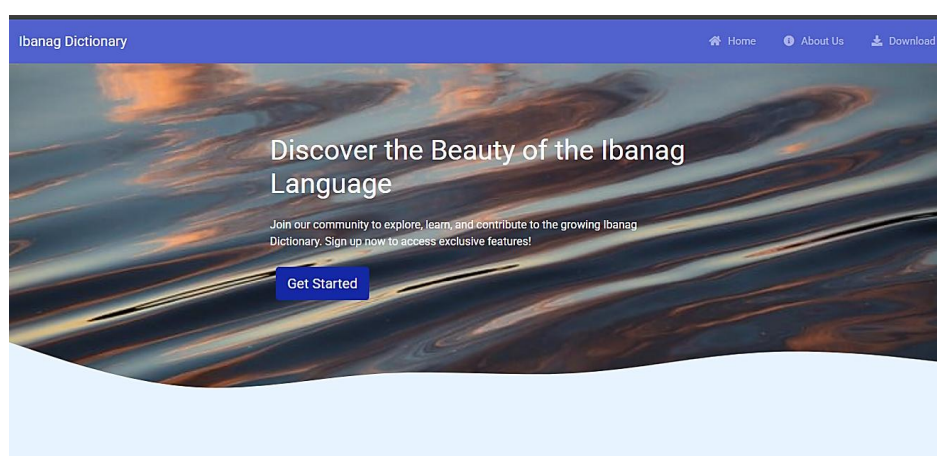 Ibanag Dictionary
Home
About Us
Download
Discover the Beauty of the Ibanag
Language
Join our community to explore, learn, and contribute to the growing Ibanag
Dictionary. Sign up now to access exclusive features!
Get Started